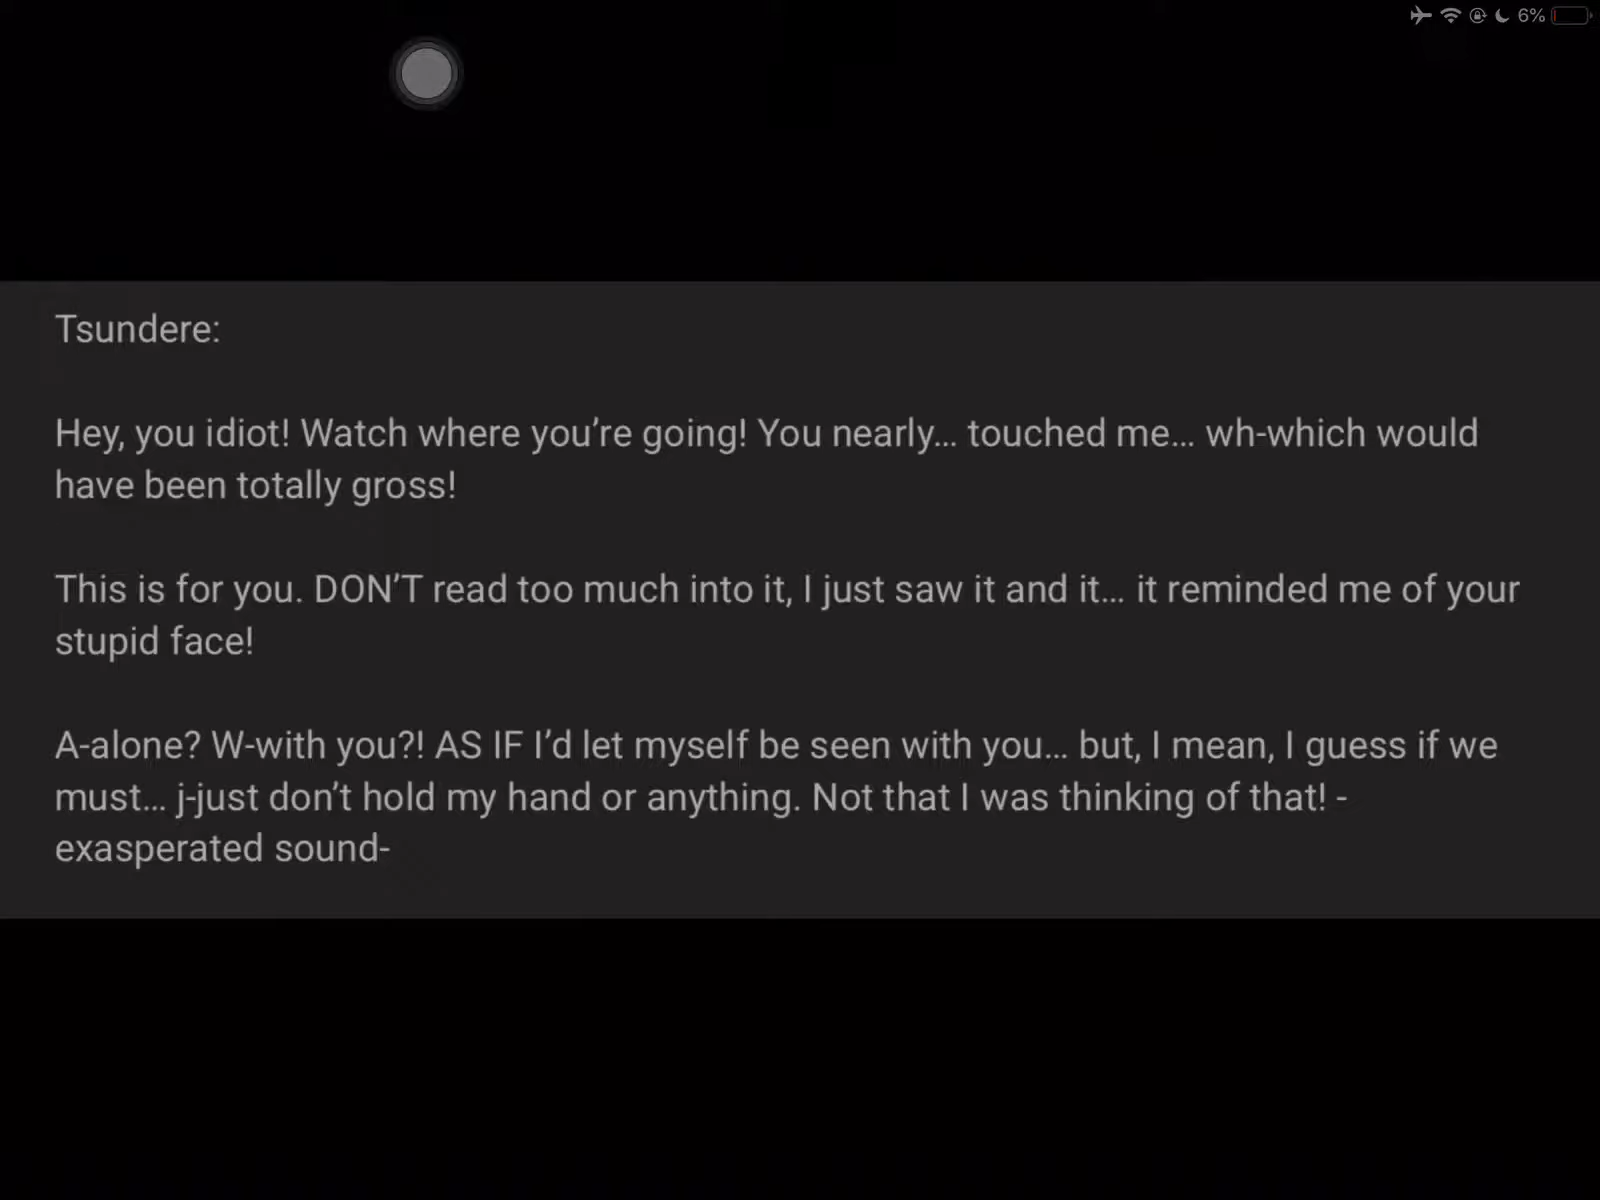 6%
Tsundere:
Hey, you idiot! Watch where you’re going! You nearly… touched me… wh-which would
have been totally gross!
This is for you. DON’T read too much into it, I just saw it and it… it reminded me of your
stupid face!
A-alone? W-with you?! AS IF I’d let myself be seen with you… but, I mean, I guess if we
must… j-just don’t hold my hand or anything. Not that I was thinking of that! -
exasperated sound-